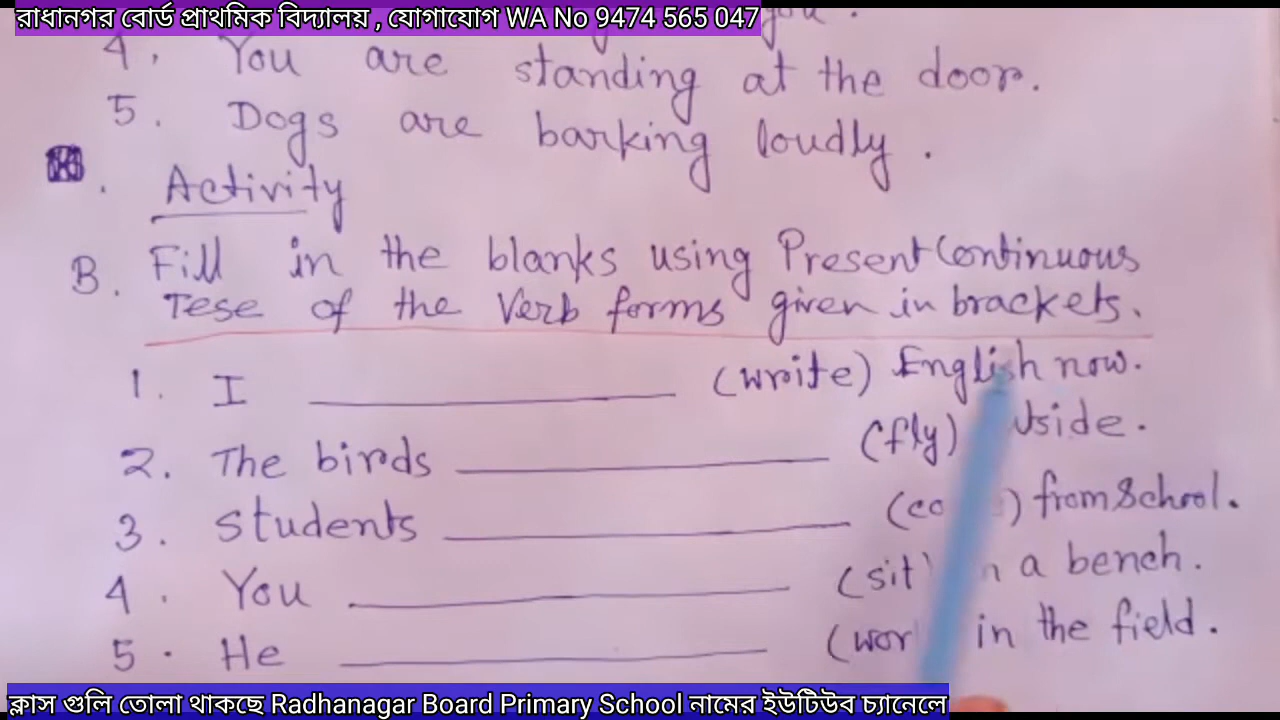 রাধানগর বোর্ড প্রাথমিক বিদ্যালয় , যোগাযোগ WA No 9474 565 047
4. You are standing at the door.
5. Dogs are barking loudly.
Activity
B. Fill in the blanks using Present Continuous
Tese of the Verb forms given in brackets.
1. I ____________ (write) English now.
2. The birds ____________ (fly)
3. Students ____________ from School.
4. You ____________ (sit a bench.
5. He ____________ in the field.
ক্লাস গুলি তোলা থাকছে Radhanagar Board Primary School নামের ইউটিউব চ্যানেলে